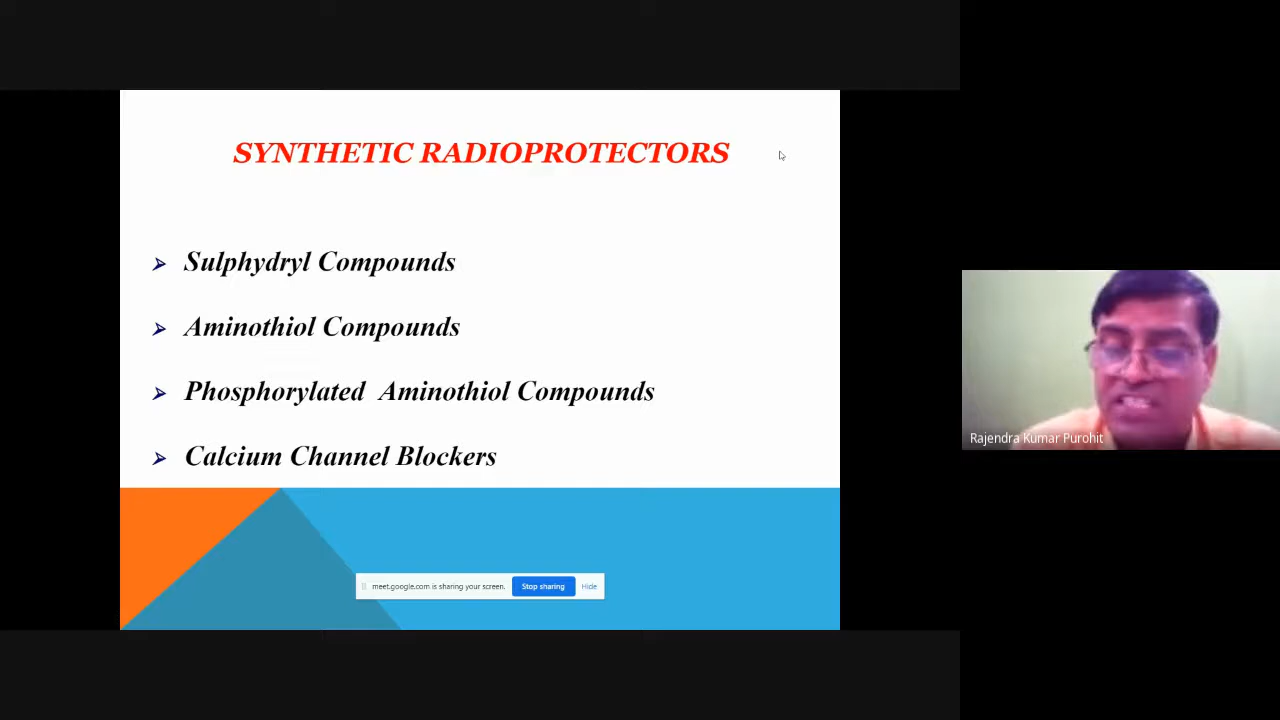 SYNTHETIC RADIOPROTECTORS
Sulphydryl Compounds
Aminothiol Compounds
Phosphorylated Aminothiol Compounds
Calcium Channel Blockers
Rajendra Kumar Purohit
meet.google.com is sharing your screen. Stop sharing Hide